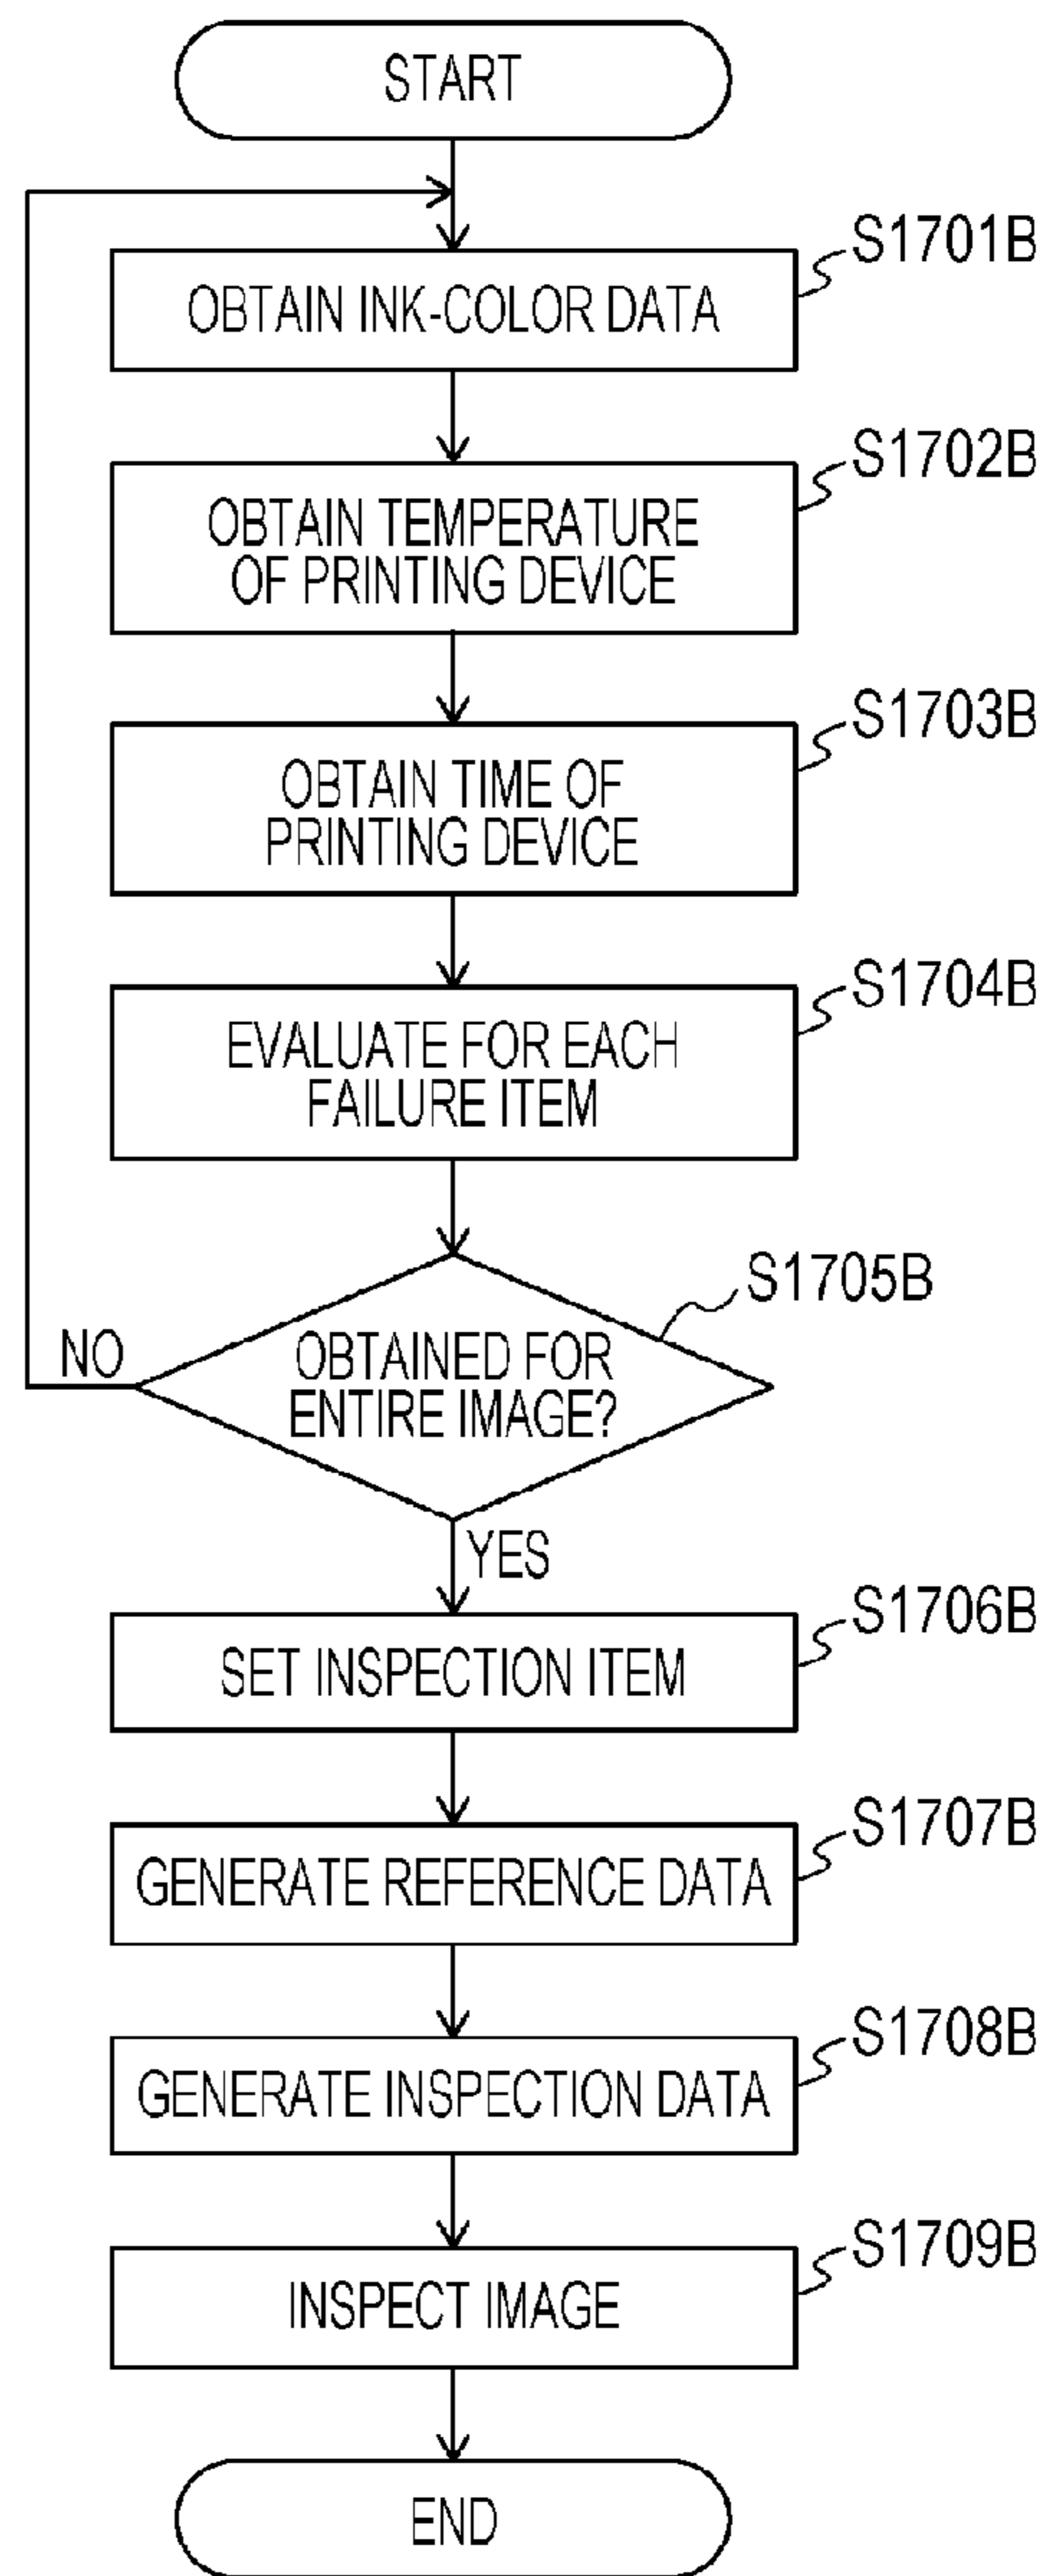 START
S1701B
OBTAIN INK-COLOR DATA
S1702B
OBTAIN TEMPERATURE
OF PRINTING DEVICE
S1703B
OBTAIN TIME OF
PRINTING DEVICE
S1704B
EVALUATE FOR EACH
FAILURE ITEM
S1705B
NO
OBTAINED FOR
ENTIRE IMAGE?
YES
S1706B
SET INSPECTION ITEM
S1707B
GENERATE REFERENCE DATA
S1708B
GENERATE INSPECTION DATA
S1709B
INSPECT IMAGE
END